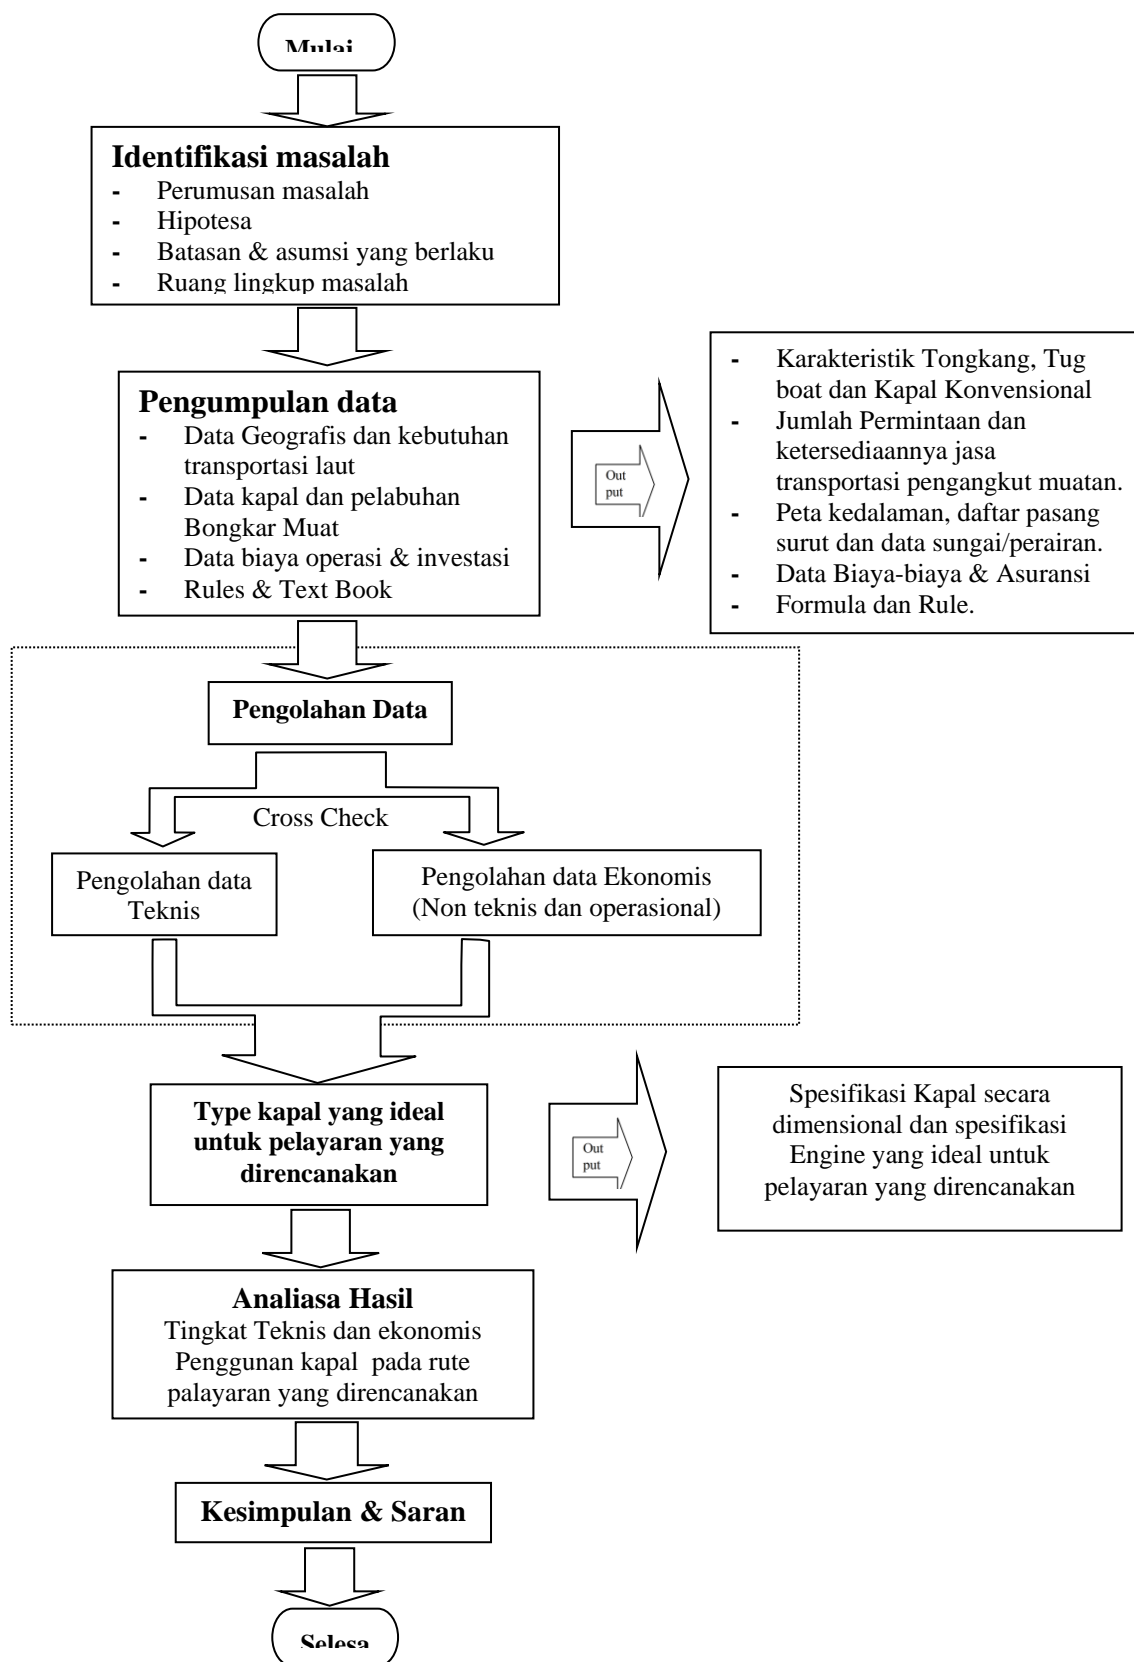 Mulai
Identifikasi masalah
- Perumusan masalah
- Hipotesa
- Batasan & asumsi yang berlaku
- Ruang lingkup masalah
Pengumpulan data
- Data Geografis dan kebutuhan
transportasi laut
- Data kapal dan pelabuhan
Bongkar Muat
- Data biaya operasi & investasi
- Rules & Text Book
Out
put
- Karakteristik Tongkang, Tug
boat dan Kapal Konvensional
- Jumlah Permintaan dan
ketersediaannya jasa
transportasi pengangkut muatan.
- Peta kedalaman, daftar pasang
surut dan data sungai/perairan.
- Data Biaya-biaya & Asuransi
- Formula dan Rule.
Pengolahan Data
Cross Check
Pengolahan data
Teknis
Pengolahan data Ekonomis
(Non teknis dan operasional)
Type kapal yang ideal
untuk pelayaran yang
direncanakan
Out
put
Spesifikasi Kapal secara
dimensional dan spesifikasi
Engine yang ideal untuk
pelayaran yang direncanakan
Analiasa Hasil
Tingkat Teknis dan ekonomis
Penggunan kapal pada rute
palayaran yang direncanakan
Kesimpulan & Saran
Selesa